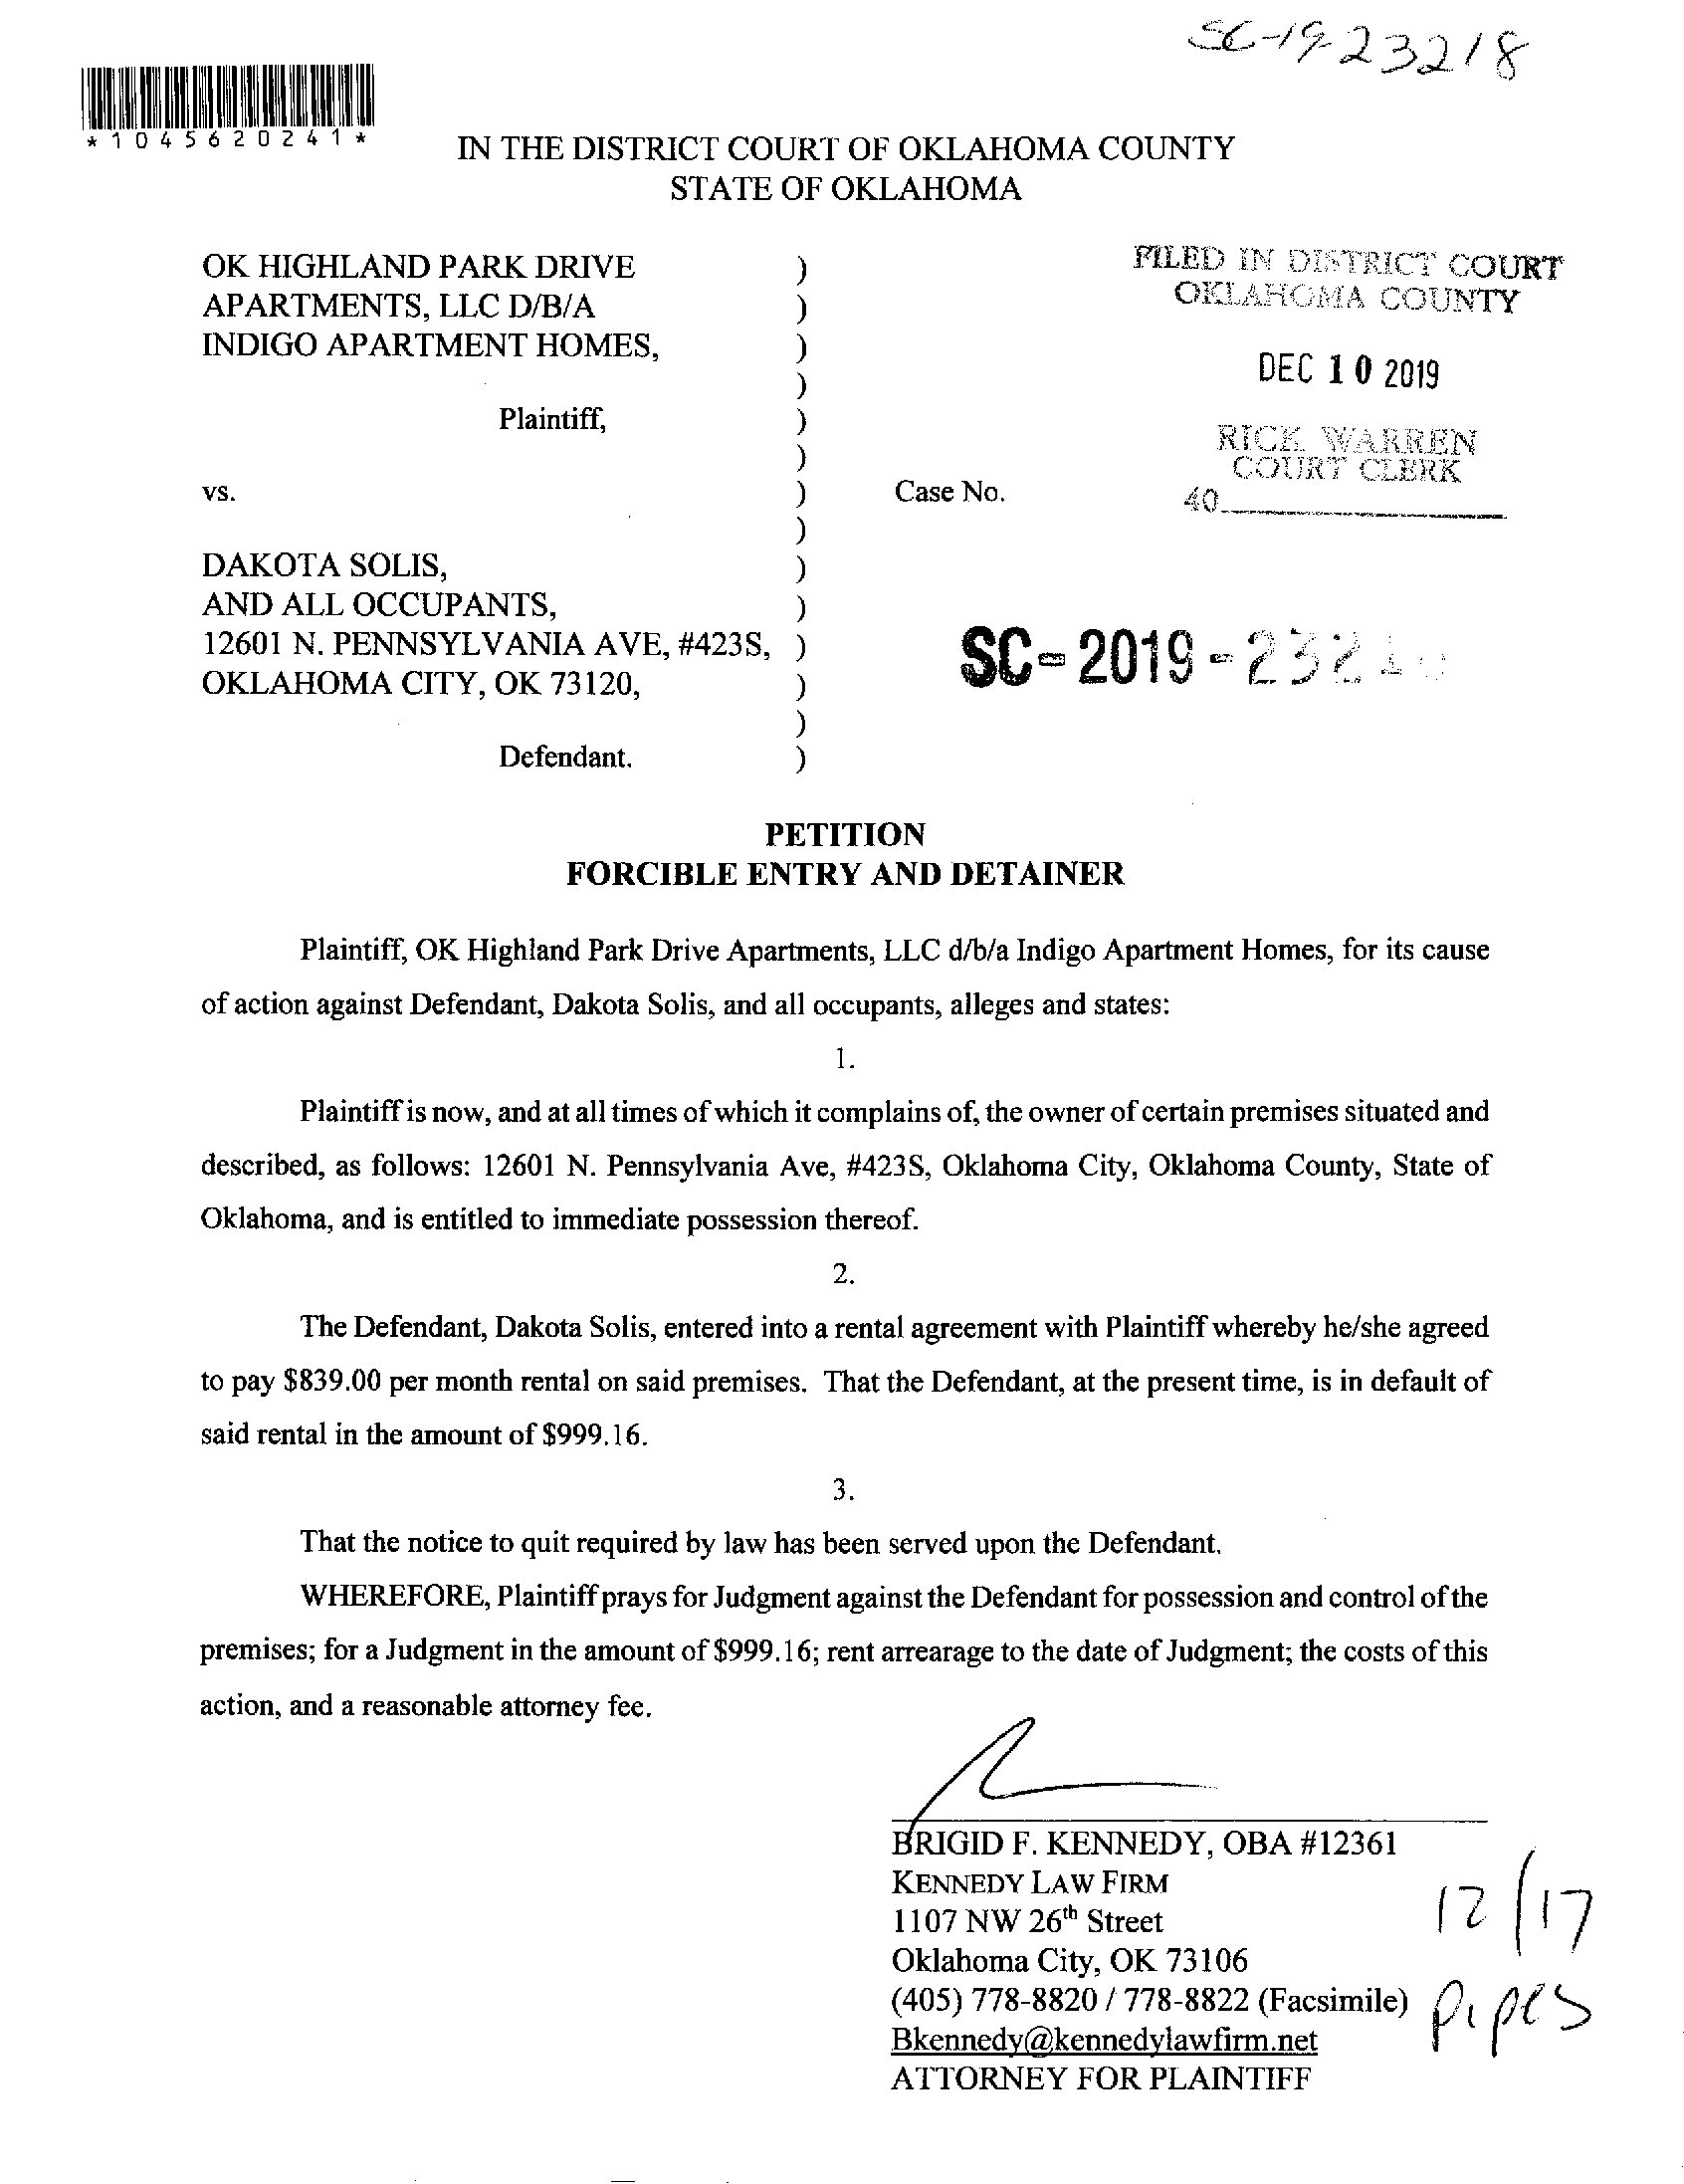 SC-19-23218
*1045620241*
IN THE DISTRICT COURT OF OKLAHOMA COUNTY
STATE OF OKLAHOMA
OK HIGHLAND PARK DRIVE )
APARTMENTS, LLC D/B/A )
INDIGO APARTMENT HOMES, )
)
Plaintiff, )
)
vs. ) Case No.
)
DAKOTA SOLIS, )
AND ALL OCCUPANTS, )
12601 N. PENNSYLVANIA AVE, #423S, )
OKLAHOMA CITY, OK 73120, )
)
Defendant. )
FILED IN DISTRICT COURT
OKLAHOMA COUNTY
DEC 10 2019
RICK WARREN
COURT CLERK
40
SC-2019-
PETITION
FORCIBLE ENTRY AND DETAINER
Plaintiff, OK Highland Park Drive Apartments, LLC d/b/a Indigo Apartment Homes, for its cause
of action against Defendant, Dakota Solis, and all occupants, alleges and states:
1.
Plaintiff is now, and at all times of which it complains of, the owner of certain premises situated and
described, as follows: 12601 N. Pennsylvania Ave, #423S, Oklahoma City, Oklahoma County, State of
Oklahoma, and is entitled to immediate possession thereof.
2.
The Defendant, Dakota Solis, entered into a rental agreement with Plaintiff whereby he/she agreed
to pay $839.00 per month rental on said premises. That the Defendant, at the present time, is in default of
said rental in the amount of $999.16.
3.
That the notice to quit required by law has been served upon the Defendant.
WHEREFORE, Plaintiff prays for Judgment against the Defendant for possession and control of the
premises; for a Judgment in the amount of $999.16; rent arrearage to the date of Judgment; the costs of this
action, and a reasonable attorney fee.
BRIGID F. KENNEDY, OBA #12361
KENNEDY LAW FIRM
1107 NW 26th Street
Oklahoma City, OK 73106
(405) 778-8820 / 778-8822 (Facsimile)
Bkennedy@kennedylawfirm.net
ATTORNEY FOR PLAINTIFF
12/17
Pipes